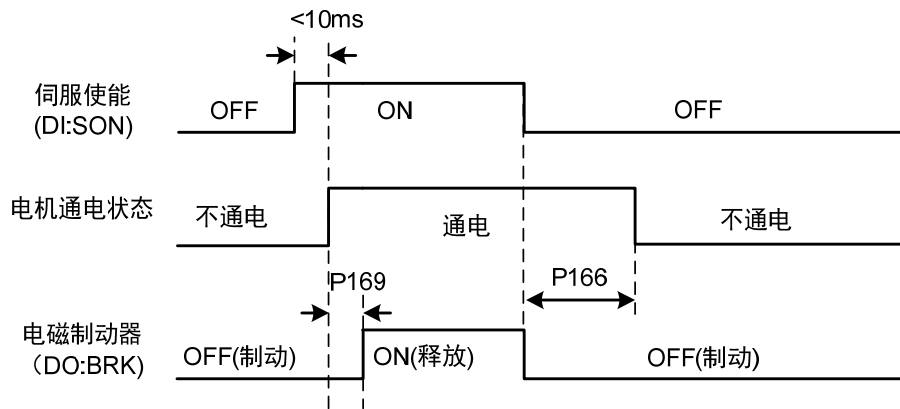 <10ms
伺服使能
(DI:SON)
OFF
ON
OFF
电机通电状态
不通电
通电
不通电
P169
P166
电磁制动器
（DO:BRK)
OFF(制动)
ON(释放)
OFF(制动)